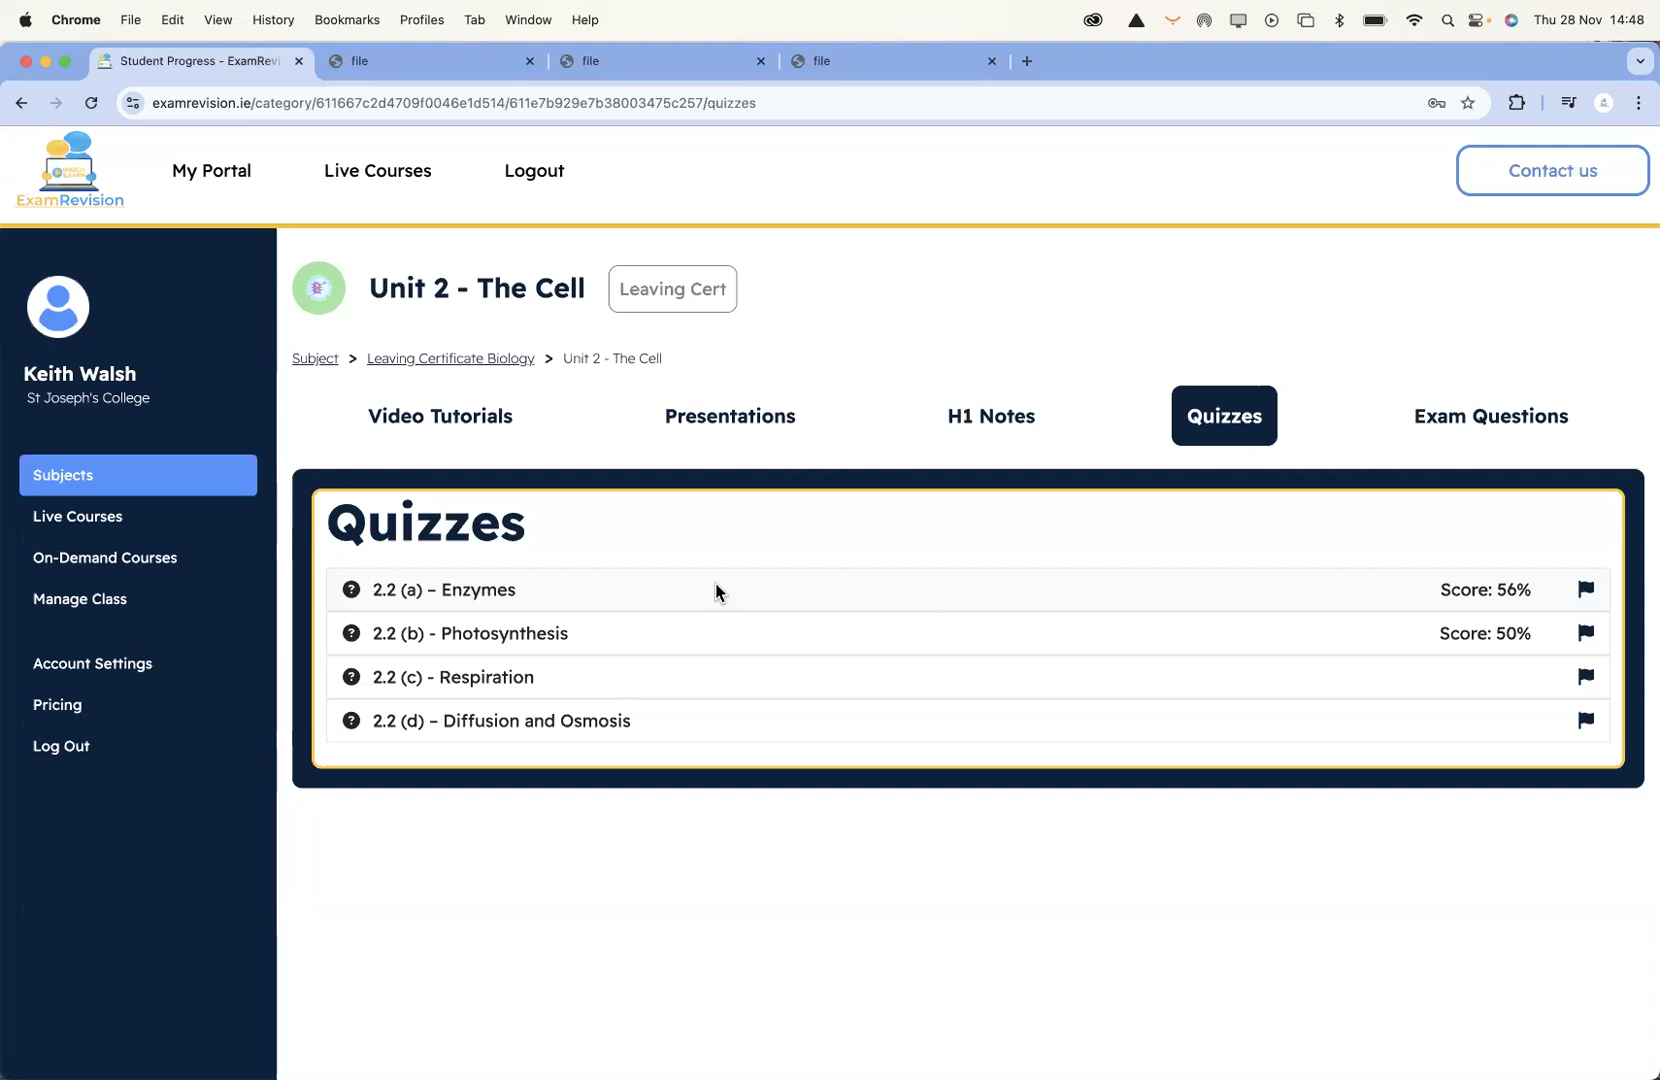 Chrome File Edit View History Bookmarks Profiles Tab Window Help Thu 28 Nov 14:48
Student Progress - ExamRevi file file file
examrevision.ie/category/611667c2d4709f0046e1d514/611e7b929e7b38003475c257/quizzes
WATCH
LEARN
ExamRevision
My Portal Live Courses Logout Contact us
Unit 2 - The Cell Leaving Cert
Subject > Leaving Certificate Biology > Unit 2 - The Cell
Keith Walsh
St Joseph's College
Subjects
Live Courses
On-Demand Courses
Manage Class
Account Settings
Pricing
Log Out
Video Tutorials Presentations H1 Notes Quizzes Exam Questions
Quizzes
2.2 (a) – Enzymes Score: 56%
2.2 (b) - Photosynthesis Score: 50%
2.2 (c) - Respiration
2.2 (d) – Diffusion and Osmosis